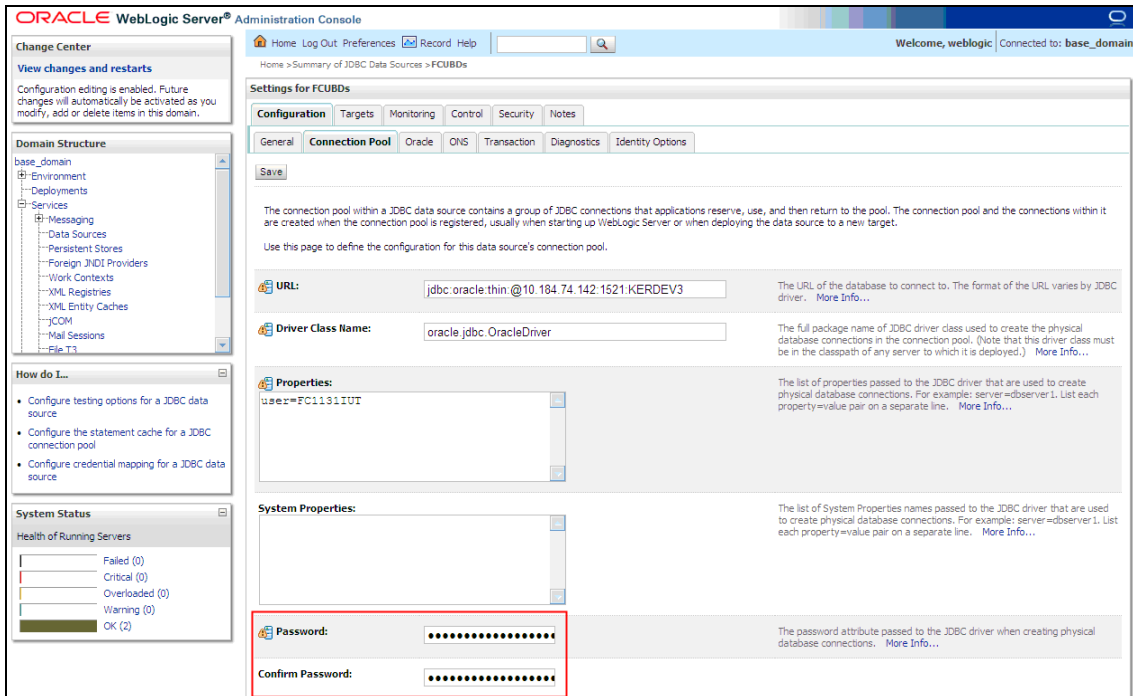 ORACLE WebLogic Server® Administration Console
Change Center
View changes and restarts
Configuration editing is enabled. Future
changes will automatically be activated as you
modify, add or delete items in this domain.
Domain Structure
base_domain
Environment
Deployments
Services
Messaging
Data Sources
Persistent Stores
Foreign JNDI Providers
Work Contexts
XML Registries
XML Entity Caches
jCOM
Mail Sessions
File T3
How do I...
Configure testing options for a JDBC data
source
Configure the statement cache for a JDBC
connection pool
Configure credential mapping for a JDBC data
source
System Status
Health of Running Servers
Failed (0)
Critical (0)
Overloaded (0)
Warning (0)
OK (2)
Home Log Out Preferences Record Help
Welcome, weblogic Connected to: base_domain
Home >Summary of JDBC Data Sources >FCUBDs
Settings for FCUBDs
Configuration Targets Monitoring Control Security Notes
General Connection Pool Oracle ONS Transaction Diagnostics Identity Options
Save
The connection pool within a JDBC data source contains a group of JDBC connections that applications reserve, use, and then return to the pool. The connection pool and the connections within it
are created when the connection pool is registered, usually when starting up WebLogic Server or when deploying the data source to a new target.
Use this page to define the configuration for this data source's connection pool.
URL:
jdbc:oracle:thin:@10.184.74.142:1521:KERDEV3
The URL of the database to connect to. The format of the URL varies by JDBC
driver. More Info...
Driver Class Name:
oracle.jdbc.OracleDriver
The full package name of JDBC driver class used to create the physical
database connections in the connection pool. (Note that this driver class must
be in the classpath of any server to which it is deployed.) More Info...
Properties:
user=FC1131IUT
The list of properties passed to the JDBC driver that are used to create
physical database connections. For example: server=dbserver1. List each
property=value pair on a separate line. More Info...
System Properties:
The list of System Properties names passed to the JDBC driver that are used
to create physical database connections. For example: server=dbserver1. List
each property=value pair on a separate line. More Info...
Password:
The password attribute passed to the JDBC driver when creating physical
database connections. More Info...
Confirm Password: